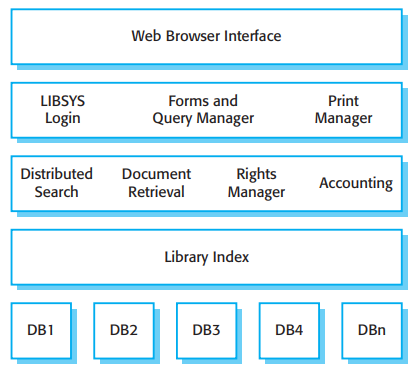 Web Browser Interface
LIBSYS Login
Forms and Query Manager
Print Manager
Distributed Search
Document Retrieval
Rights Manager
Accounting
Library Index
DB1
DB2
DB3
DB4
DBn